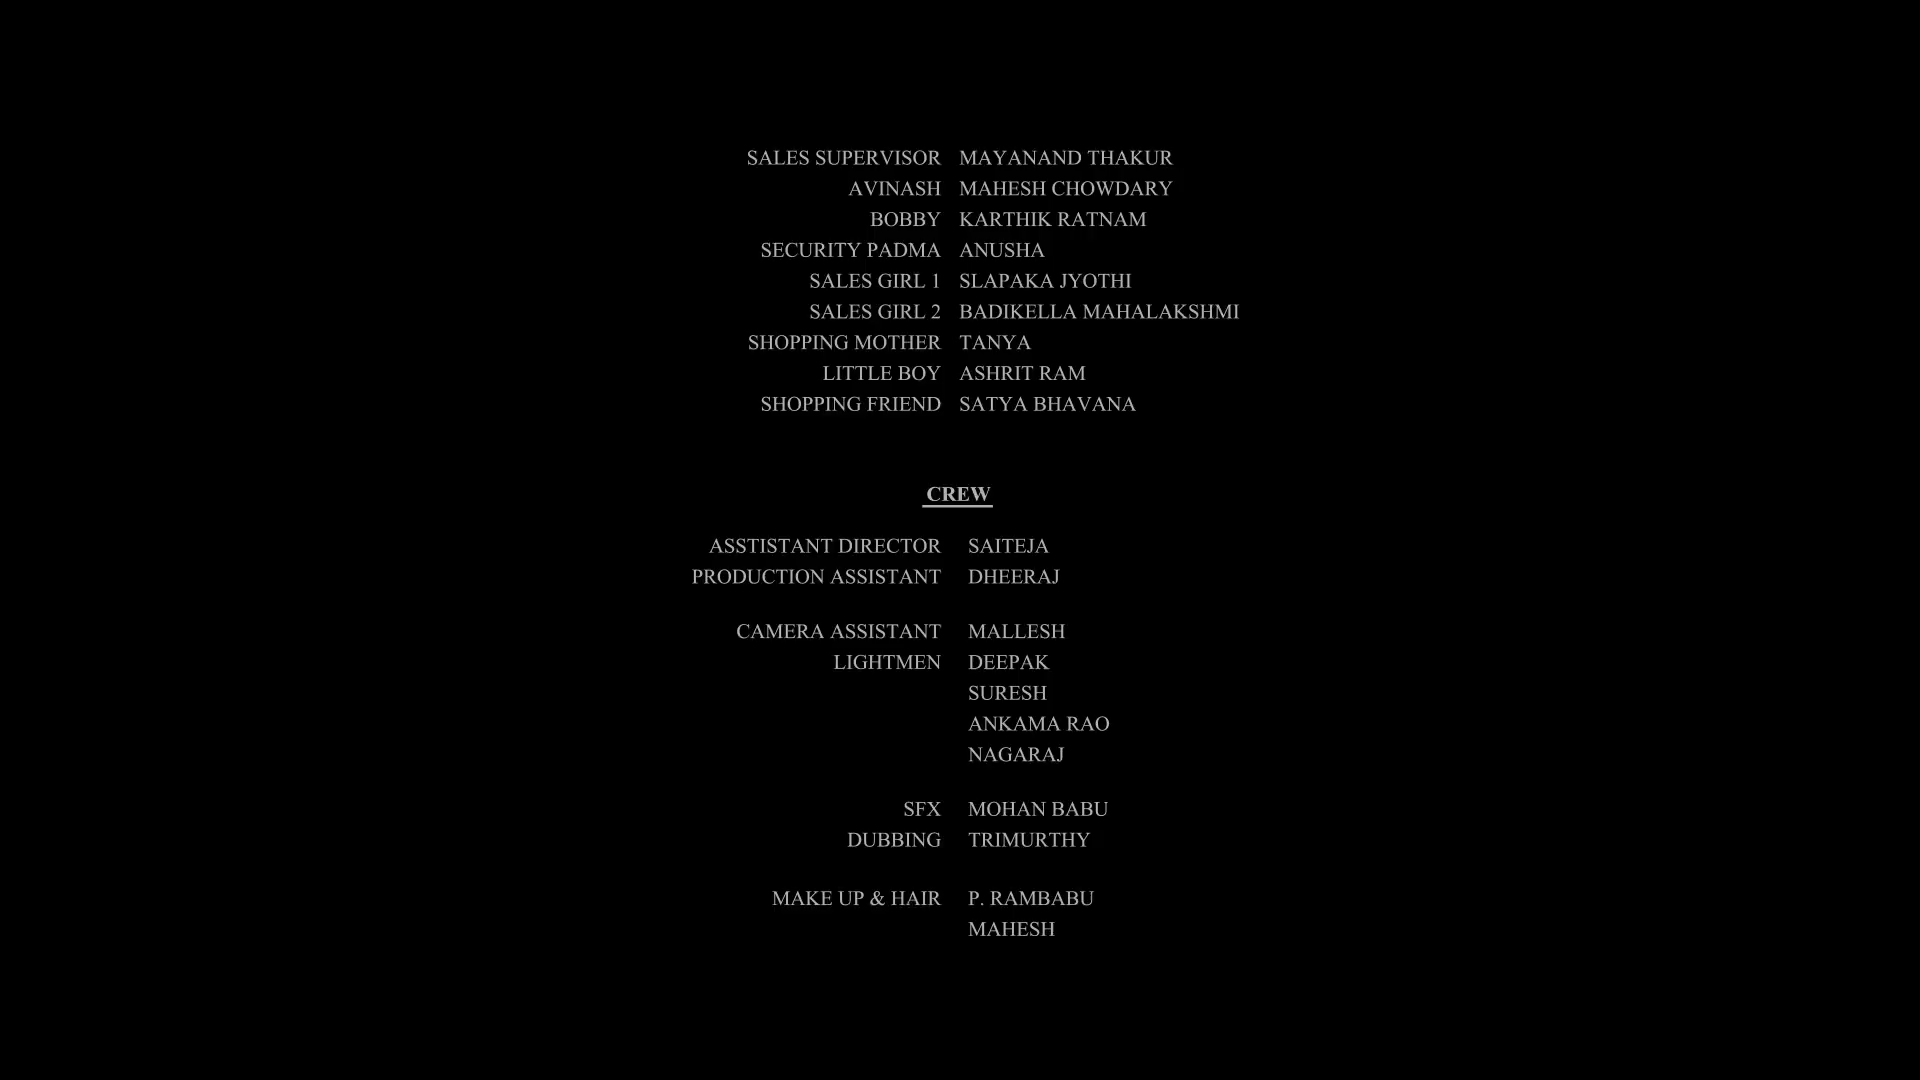 SALES SUPERVISOR MAYANAND THAKUR
AVINASH MAHESH CHOWDARY
BOBBY KARTHIK RATNAM
SECURITY PADMA ANUSHA
SALES GIRL 1 SLAPAKA JYOTHI
SALES GIRL 2 BADIKELLA MAHALAKSHMI
SHOPPING MOTHER TANYA
LITTLE BOY ASHRIT RAM
SHOPPING FRIEND SATYA BHAVANA
CREW
ASSTISTANT DIRECTOR SAITEJA
PRODUCTION ASSISTANT DHEERAJ
CAMERA ASSISTANT MALLESH
LIGHTMEN DEEPAK
SURESH
ANKAMA RAO
NAGARAJ
SFX MOHAN BABU
DUBBING TRIMURTHY
MAKE UP & HAIR P. RAMBABU
MAHESH